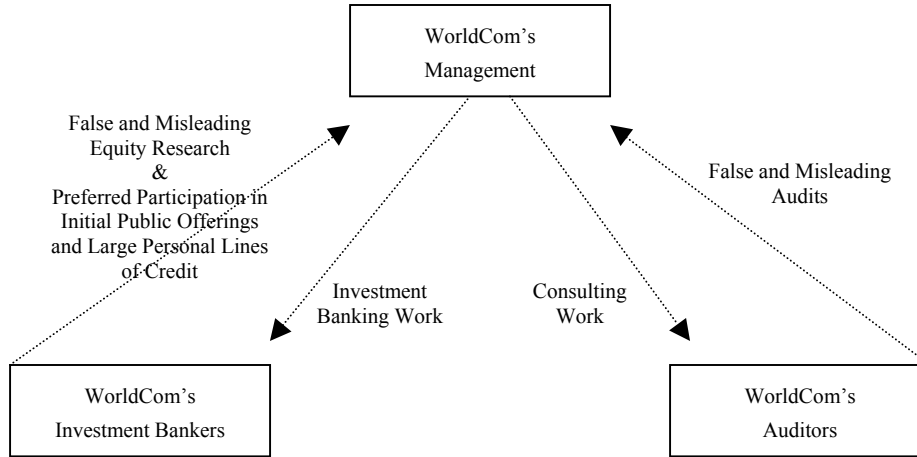 WorldCom’s
Management
False and Misleading
Equity Research
&
Preferred Participation in
Initial Public Offerings
and Large Personal Lines
of Credit
False and Misleading
Audits
Investment
Banking Work
Consulting
Work
WorldCom’s
Investment Bankers
WorldCom’s
Auditors